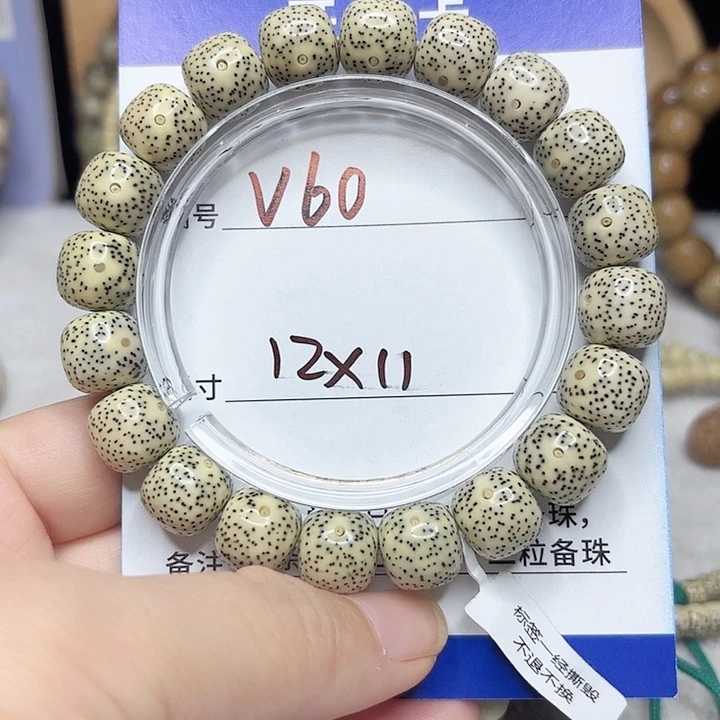 号 V60
寸 12X11
珠，
备注 粒备珠
标签一经撕毁
不退不换